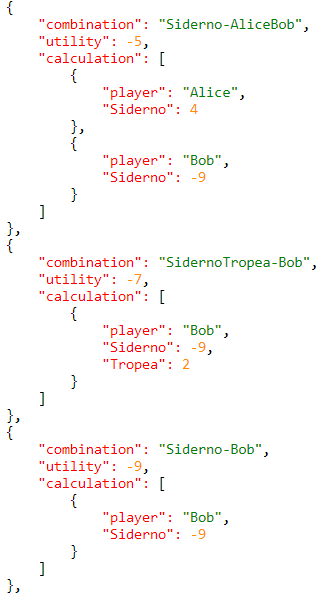 {
    "combination": "Siderno-AliceBob",
    "utility": -5,
    "calculation": [
        {
            "player": "Alice",
            "Siderno": 4
        },
        {
            "player": "Bob",
            "Siderno": -9
        }
    ]
},
{
    "combination": "SidernoTropea-Bob",
    "utility": -7,
    "calculation": [
        {
            "player": "Bob",
            "Siderno": -9,
            "Tropea": 2
        }
    ]
},
{
    "combination": "Siderno-Bob",
    "utility": -9,
    "calculation": [
        {
            "player": "Bob",
            "Siderno": -9
        }
    ]
},